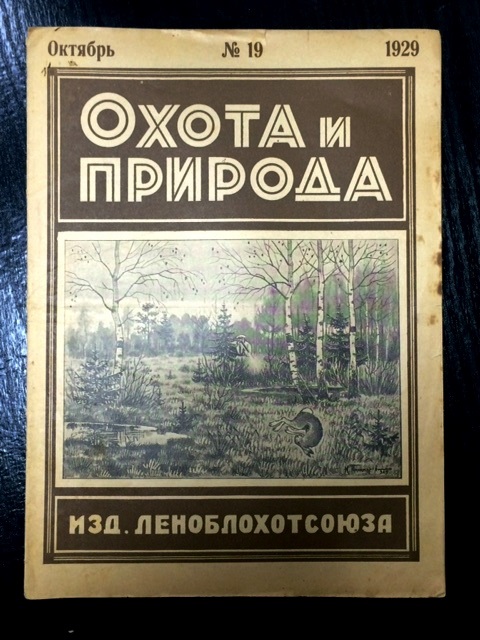 Октябрь № 19 1929
ОХОТА И
ПРИРОДА
ИЗД. ЛЕНОБЛОХОТСОЮЗА